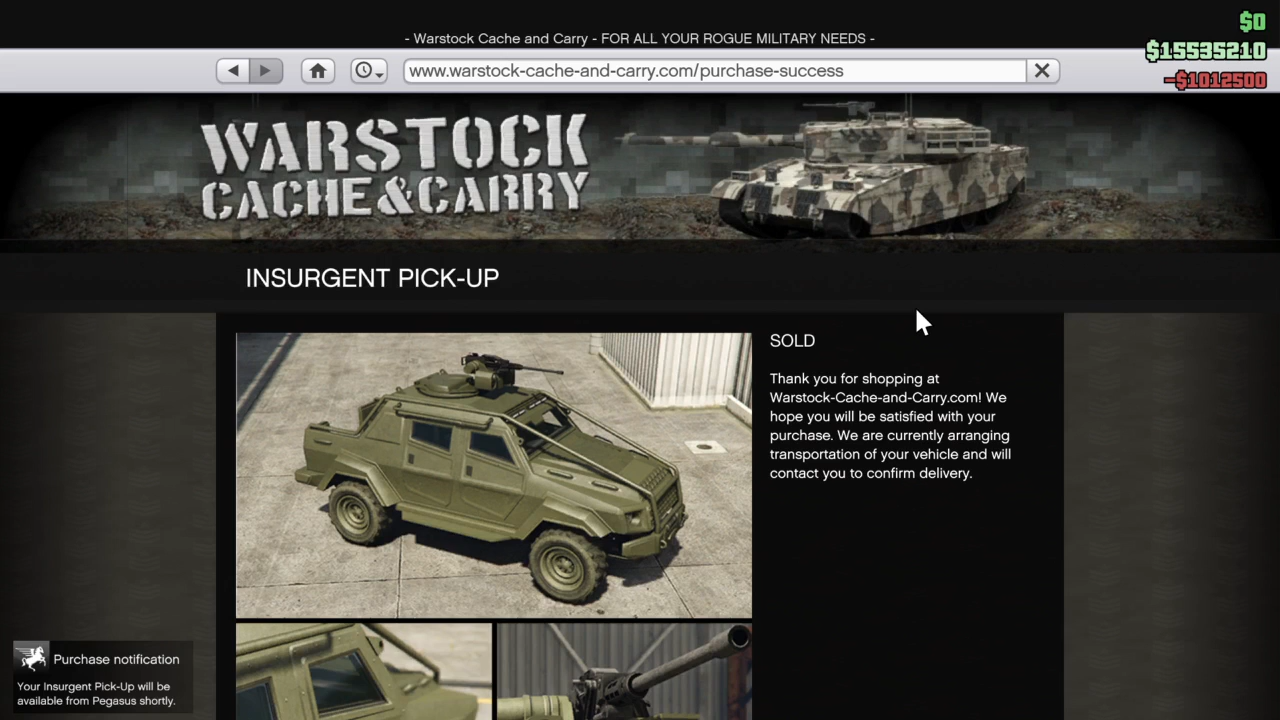 - Warstock Cache and Carry - FOR ALL YOUR ROGUE MILITARY NEEDS -
$0
$15535210
-$1012500
www.warstock-cache-and-carry.com/purchase-success
WARSTOCK
CACHE&CARRY
INSURGENT PICK-UP
SOLD
Thank you for shopping at
Warstock-Cache-and-Carry.com! We
hope you will be satisfied with your
purchase. We are currently arranging
transportation of your vehicle and will
contact you to confirm delivery.
Purchase notification
Your Insurgent Pick-Up will be
available from Pegasus shortly.